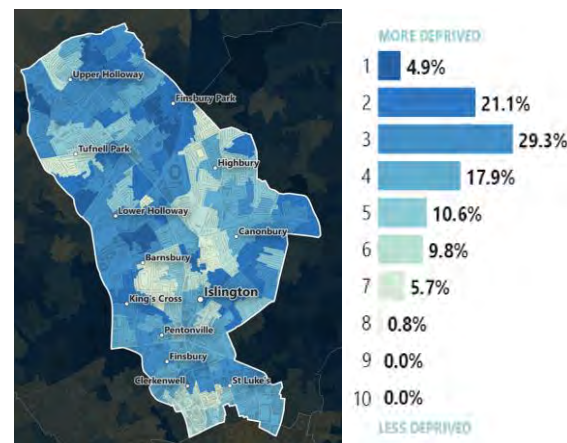 Upper Holloway
Finsbury Park
Tufnell Park
Highbury
Lower Holloway
Canonbury
Barnsbury
King's Cross
Islington
Pentonville
Finsbury
Clerkenwell
St Luke's
MORE DEPRIVED
1 4.9%
2 21.1%
3 29.3%
4 17.9%
5 10.6%
6 9.8%
7 5.7%
8 0.8%
9 0.0%
10 0.0%
LESS DEPRIVED